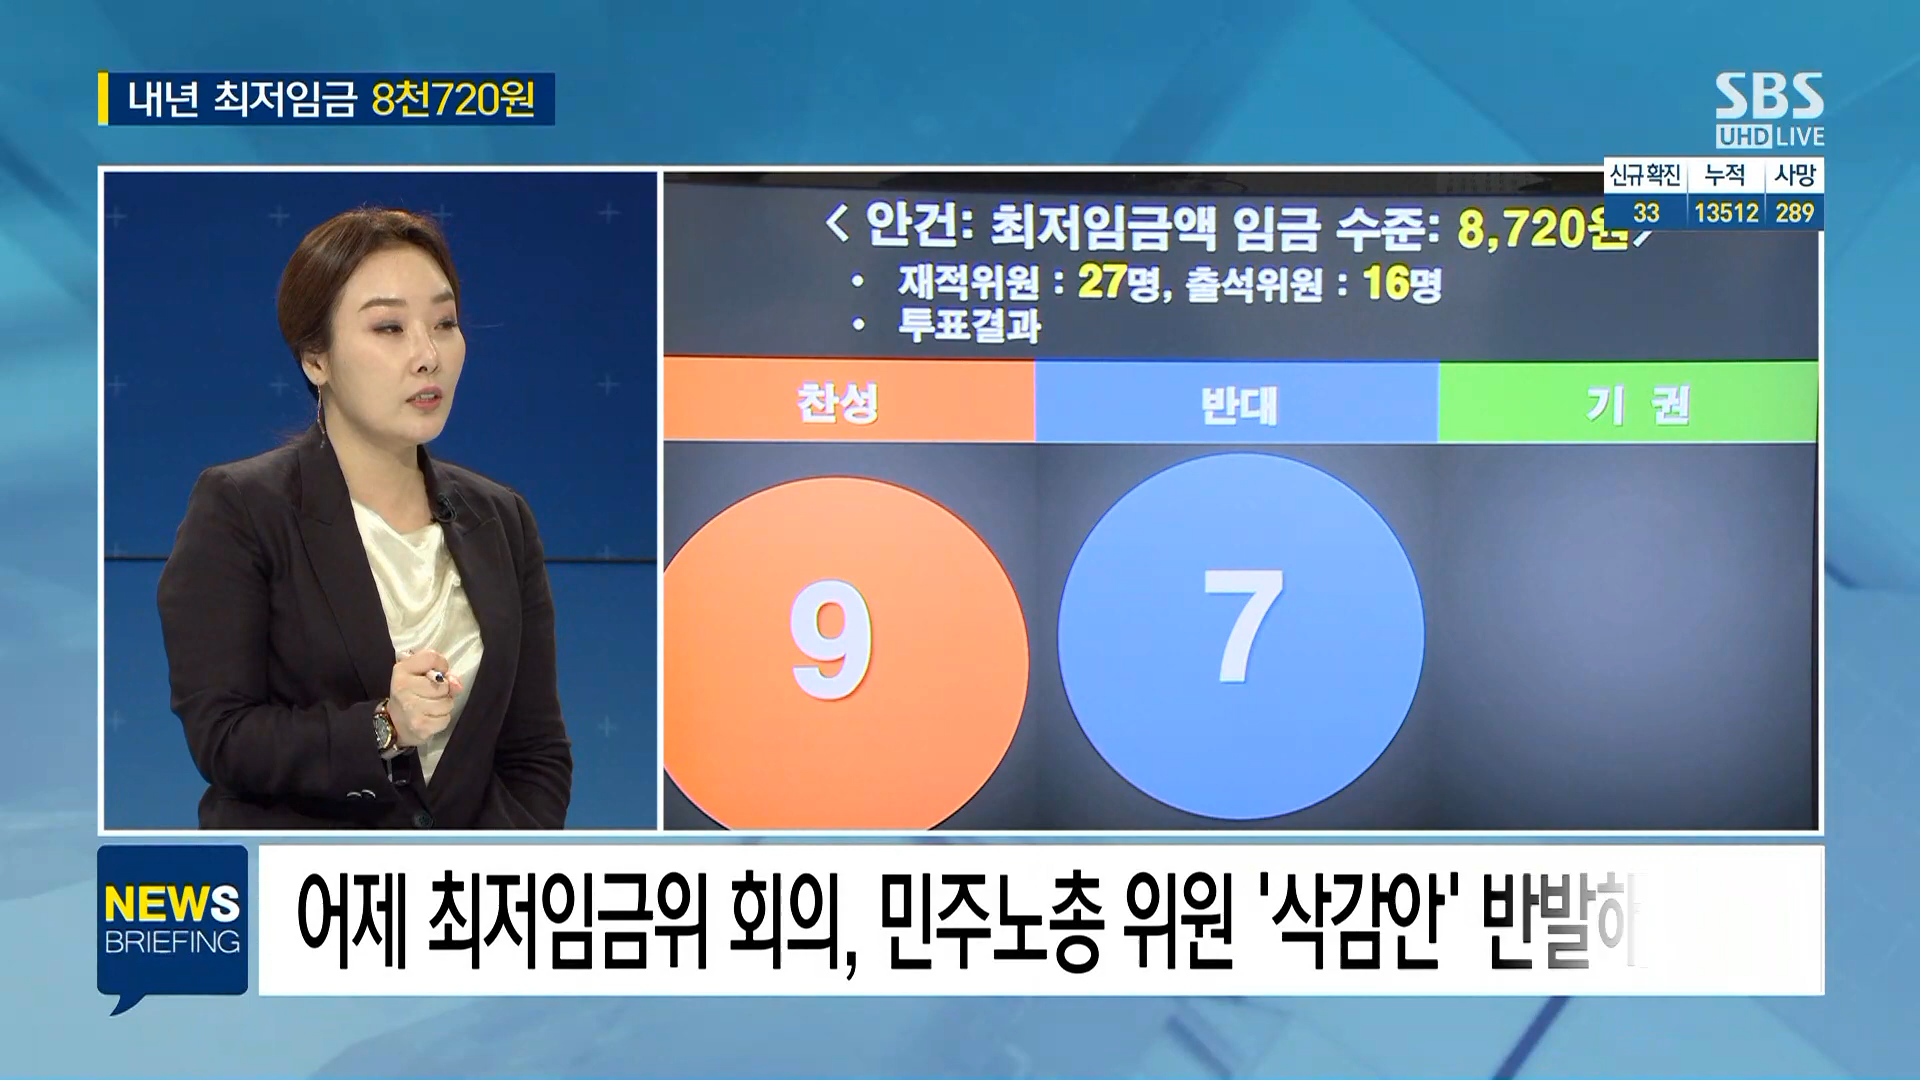 내년 최저임금 8천720원
SBS
UHD LIVE
신규확진 누적 사망
33 13512 289
< 안건: 최저임금액 임금 수준: 8,720원>
• 재적위원 : 27명, 출석위원 : 16명
• 투표결과
찬성 반대 기 권
9 7
NEWS
BRIEFING
어제 최저임금위 회의, 민주노총 위원 '삭감안' 반발하